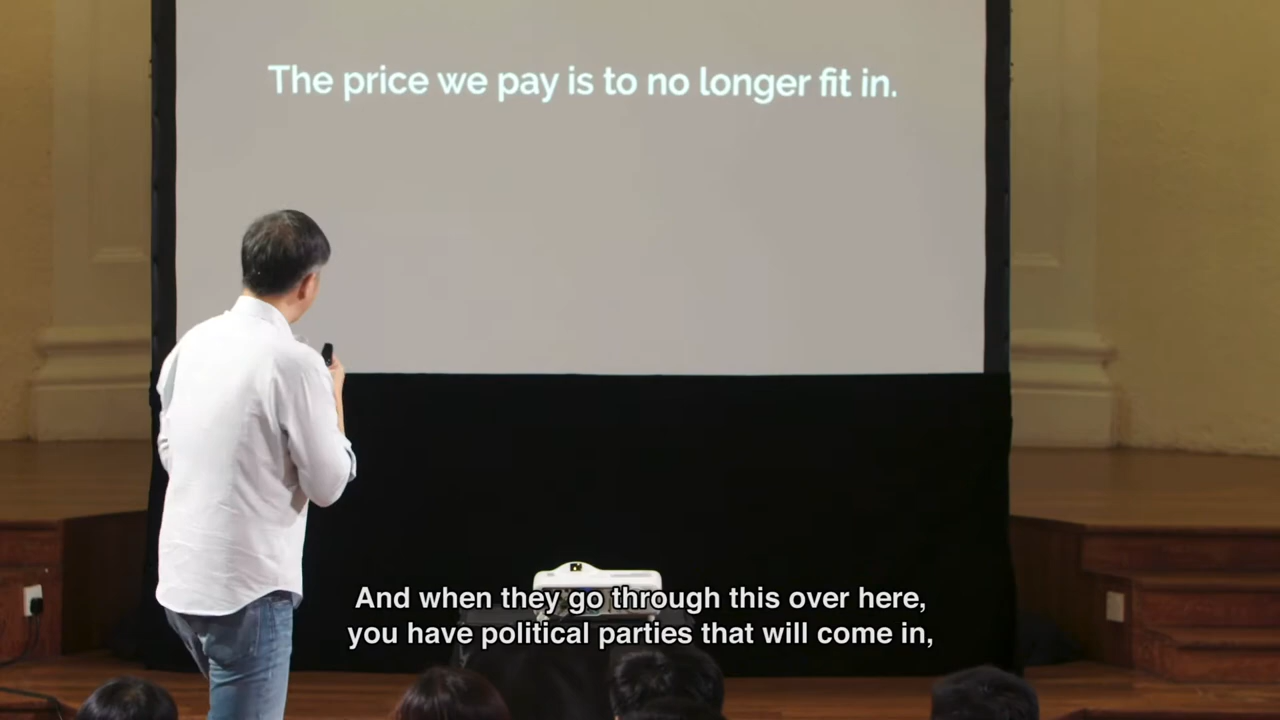 The price we pay is to no longer fit in.
And when they go through this over here,
you have political parties that will come in,